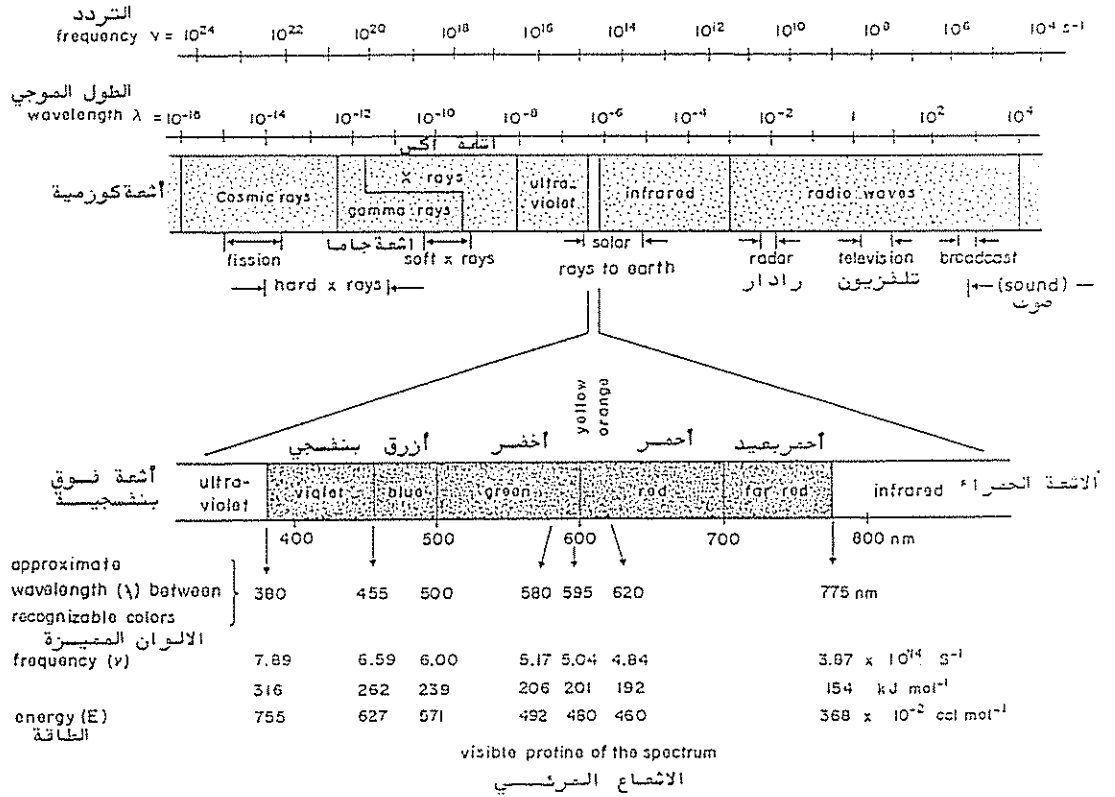 التردد
frequency ν = 10²⁴ 10²² 10²⁰ 10¹⁸ 10¹⁶ 10¹⁴ 10¹² 10¹⁰ 10⁸ 10⁶ 10⁴ s⁻¹
الطول الموجي
wavelength λ = 10⁻¹⁶ 10⁻¹⁴ 10⁻¹² 10⁻¹⁰ 10⁻⁸ 10⁻⁶ 10⁻⁴ 10⁻² 1 10² 10⁴
اشعة اكس
أشعة كوزمية Cosmic rays X rays ultra-violet infrared radio waves
gamma rays
اشعة جاما
fission soft x rays solar radar television broadcast
hard x rays rays to earth رادار تلفزيون (sound)
صوت
yellow
orange
بنفسجي أزرق أخضر أحمر أحمر بعيد
أشعة فوق بنفسجية ultra-violet violet blue green red far red infrared الاشعة الحمراء
400 500 600 700 800 nm
approximate
wavelength (λ) between 380 455 500 580 595 620 775 nm
recognizable colors
الالوان المتميزة
frequency (ν) 7.89 6.59 6.00 5.17 5.04 4.84 3.87 x 10¹⁴ S⁻¹
316 262 239 206 201 192 154 kJ mol⁻¹
energy (E) 755 627 571 492 480 460 368 x 10⁻² cal mol⁻¹
الطاقة
visible protine of the spectrum
الاشعاع المرئي